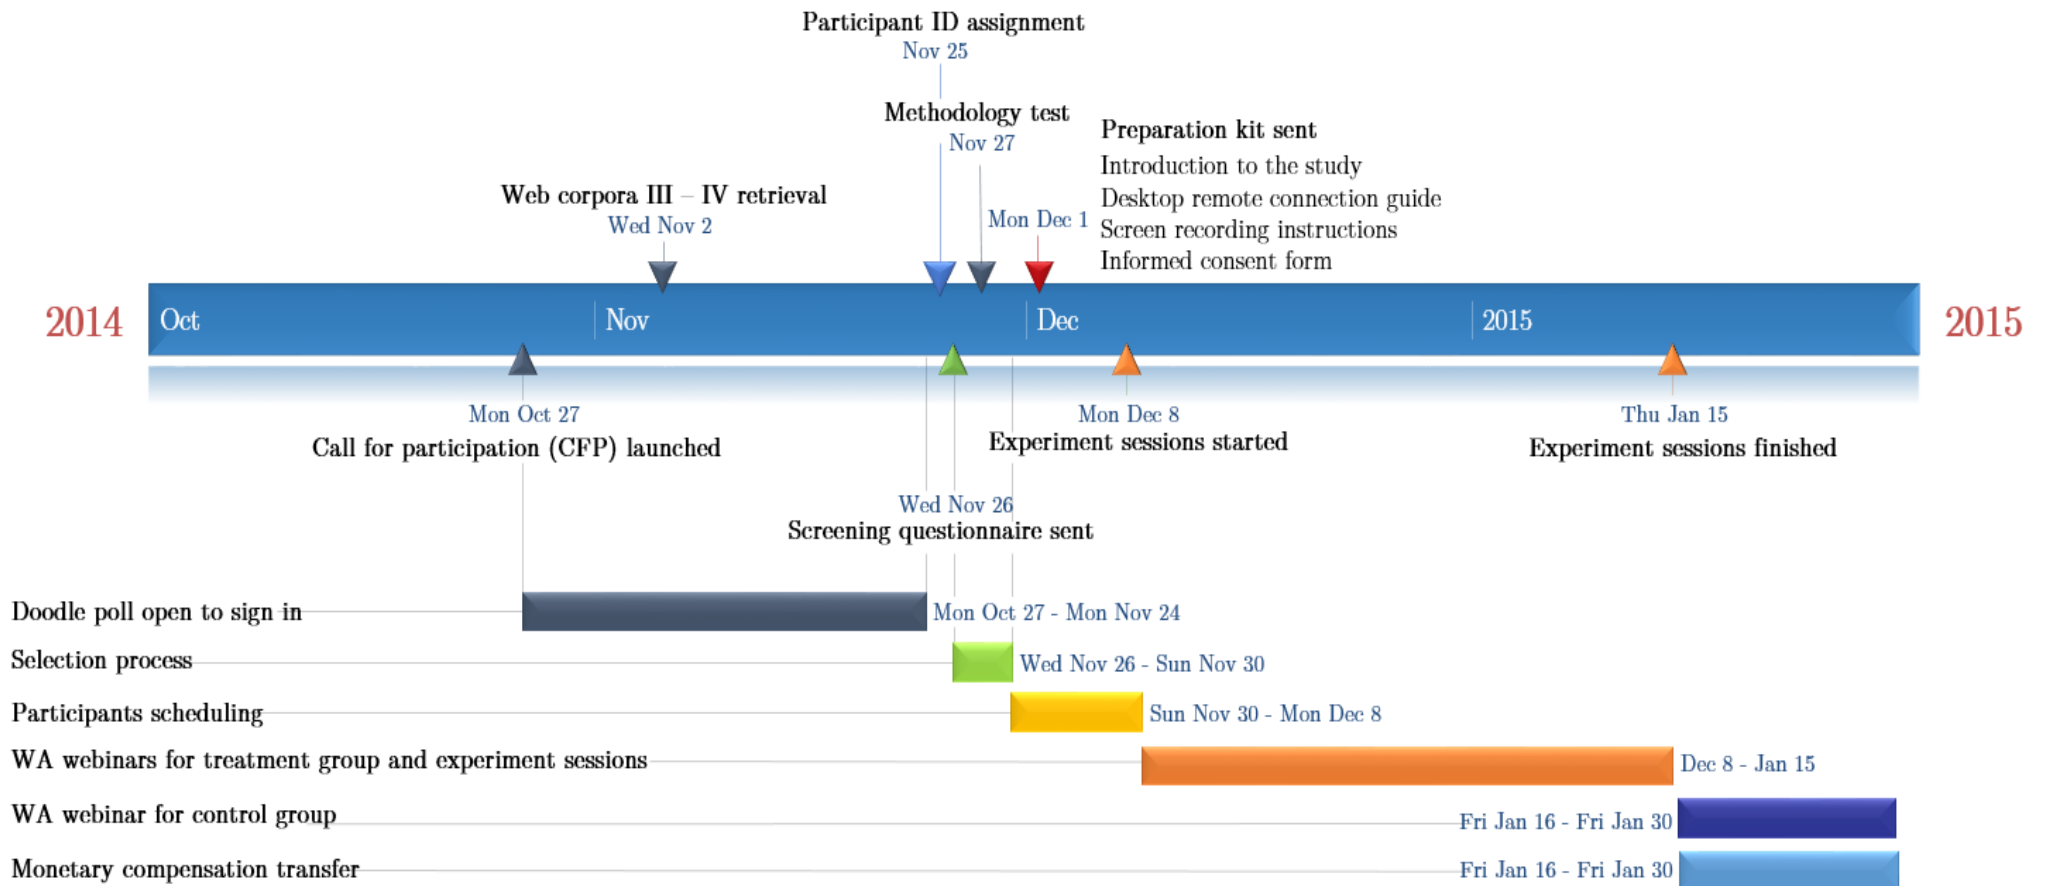 Participant ID assignment
Nov 25
Methodology test
Nov 27
Preparation kit sent
Introduction to the study
Desktop remote connection guide
Screen recording instructions
Informed consent form
Mon Dec 1
Web corpora III – IV retrieval
Wed Nov 2
2014
Oct
Nov
Dec
2015
2015
Mon Oct 27
Call for participation (CFP) launched
Mon Dec 8
Experiment sessions started
Thu Jan 15
Experiment sessions finished
Wed Nov 26
Screening questionnaire sent
Doodle poll open to sign in
Mon Oct 27 - Mon Nov 24
Selection process
Wed Nov 26 - Sun Nov 30
Participants scheduling
Sun Nov 30 - Mon Dec 8
WA webinars for treatment group and experiment sessions
Dec 8 - Jan 15
WA webinar for control group
Fri Jan 16 - Fri Jan 30
Monetary compensation transfer
Fri Jan 16 - Fri Jan 30